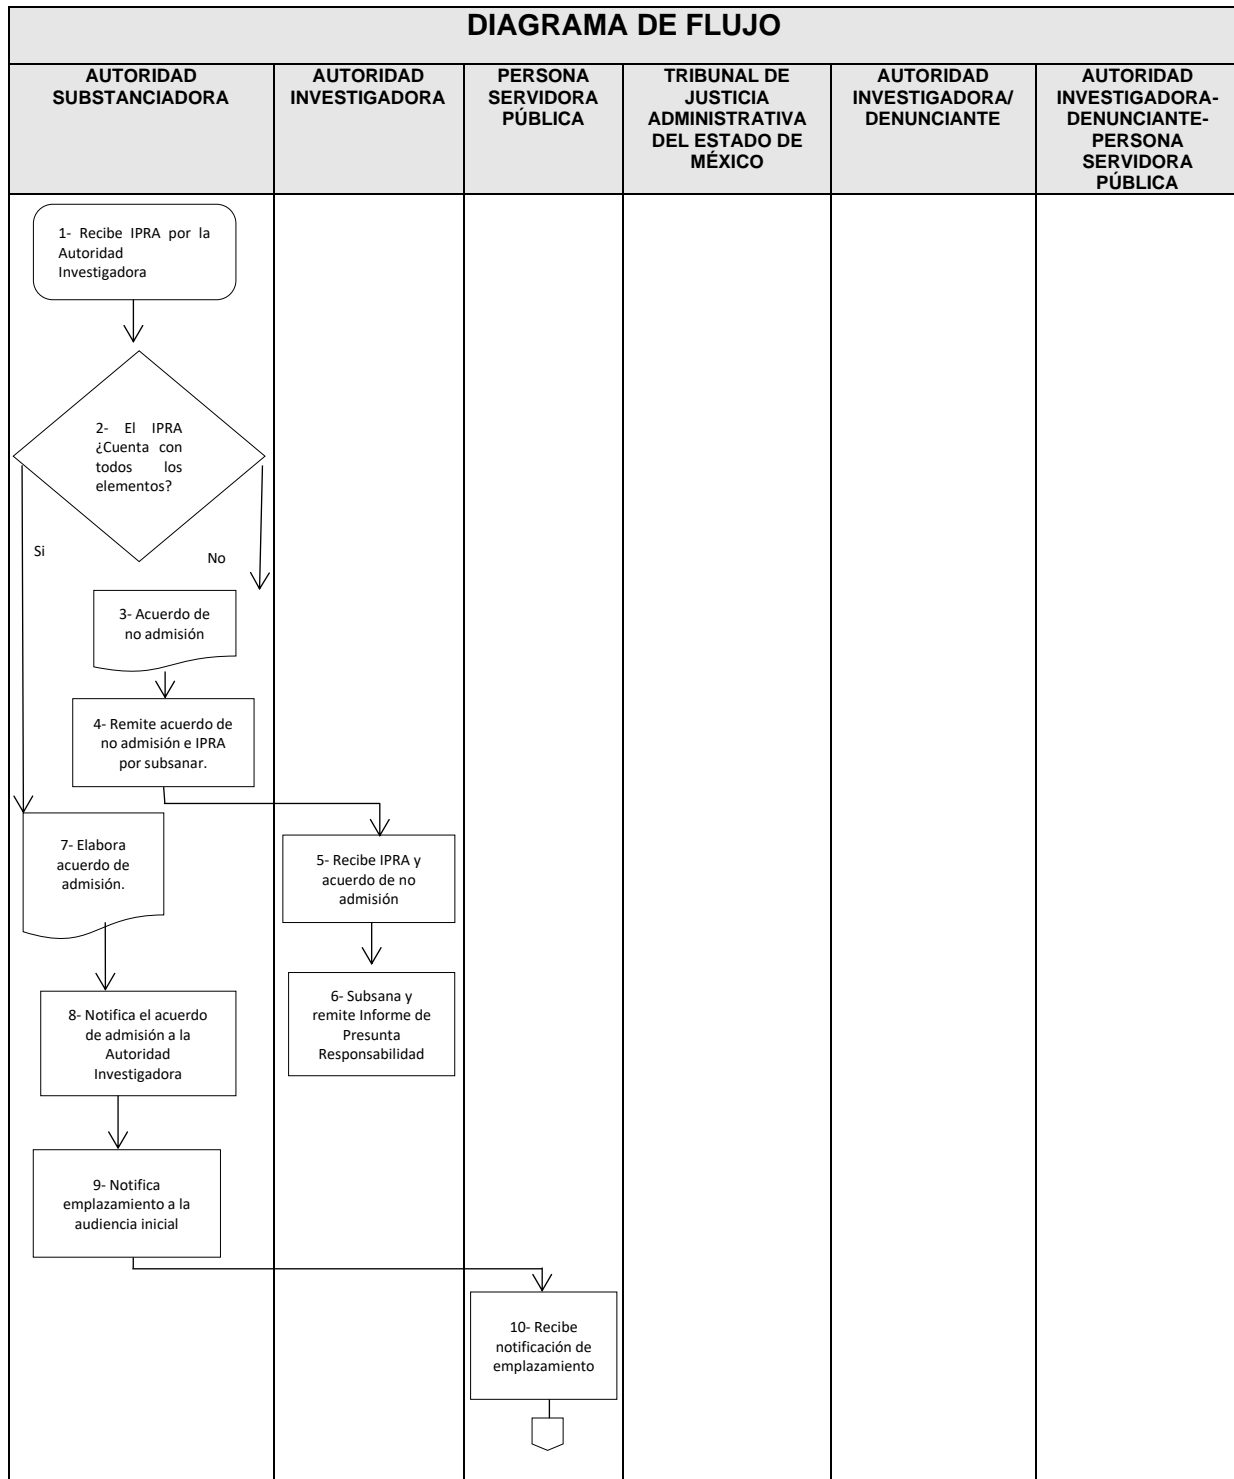 DIAGRAMA DE FLUJO
AUTORIDAD
SUBSTANCIADORA
AUTORIDAD
INVESTIGADORA
PERSONA
SERVIDORA
PÚBLICA
TRIBUNAL DE
JUSTICIA
ADMINISTRATIVA
DEL ESTADO DE
MÉXICO
AUTORIDAD
INVESTIGADORA/
DENUNCIANTE
AUTORIDAD
INVESTIGADORA-
DENUNCIANTE-
PERSONA
SERVIDORA
PÚBLICA
1- Recibe IPRA por la
Autoridad
Investigadora
2- El IPRA
¿Cuenta con
todos los
elementos?
Si
No
3- Acuerdo de
no admisión
4- Remite acuerdo de
no admisión e IPRA
por subsanar.
5- Recibe IPRA y
acuerdo de no
admisión
6- Subsana y
remite Informe de
Presunta
Responsabilidad
7- Elabora
acuerdo de
admisión.
8- Notifica el acuerdo
de admisión a la
Autoridad
Investigadora
9- Notifica
emplazamiento a la
audiencia inicial
10- Recibe
notificación de
emplazamiento